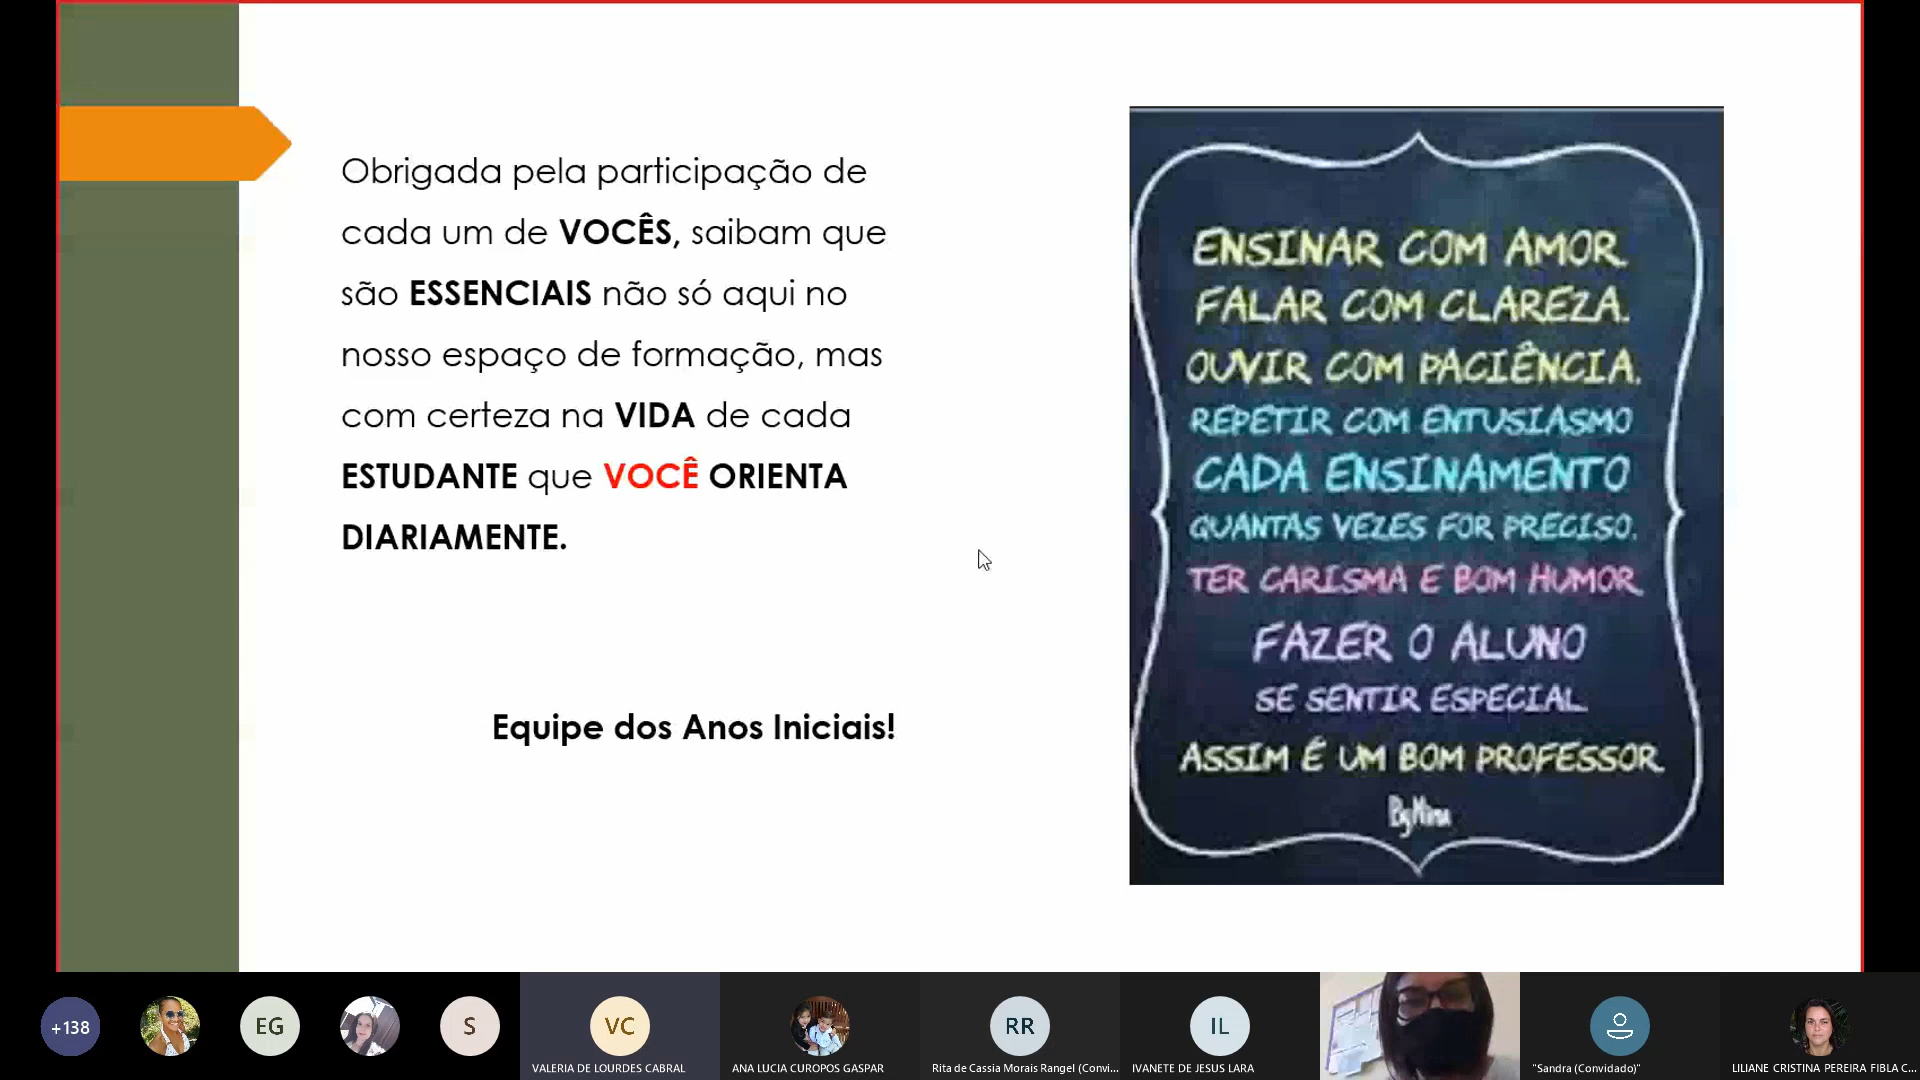 Obrigada pela participação de
cada um de VOCÊS, saibam que
são ESSENCIAIS não só aqui no
nosso espaço de formação, mas
com certeza na VIDA de cada
ESTUDANTE que VOCÊ ORIENTA
DIARIAMENTE.
Equipe dos Anos Iniciais!
ENSINAR COM AMOR.
FALAR COM CLAREZA.
OUVIR COM PACIÊNCIA.
REPETIR COM ENTUSIASMO
CADA ENSINAMENTO
QUANTAS VEZES FOR PRECISO.
TER CARISMA E BOM HUMOR.
FAZER O ALUNO
SE SENTIR ESPECIAL.
ASSIM É UM BOM PROFESSOR.
+138
EG
S
VC
RR
IL
VALERIA DE LOURDES CABRAL
ANA LUCIA CUROPOS GASPAR
Rita de Cassia Morais Rangel (Convi...
IVANETE DE JESUS LARA
"Sandra (Convidado)"
LILIANE CRISTINA PEREIRA FIBLA C...